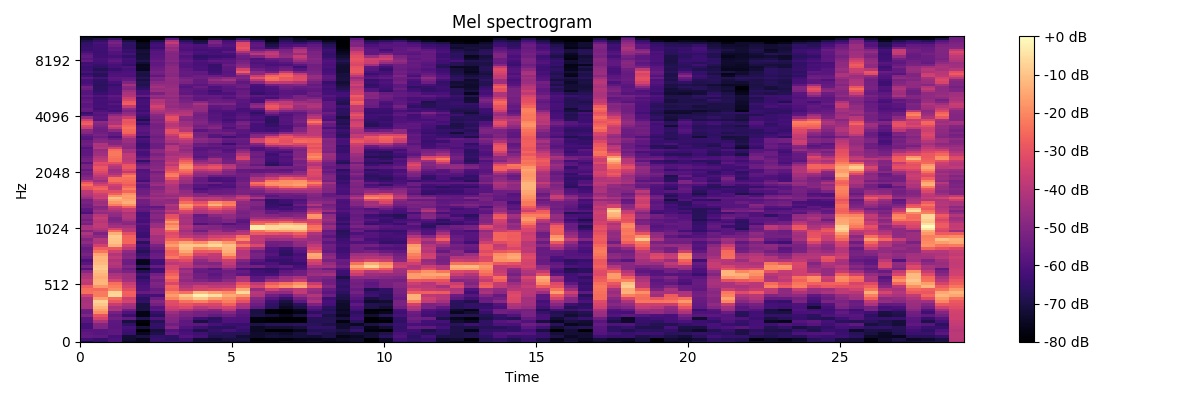 Mel spectrogram
8192
4096
2048
1024
512
0
Hz
0 5 10 15 20 25
Time
+0 dB
-10 dB
-20 dB
-30 dB
-40 dB
-50 dB
-60 dB
-70 dB
-80 dB